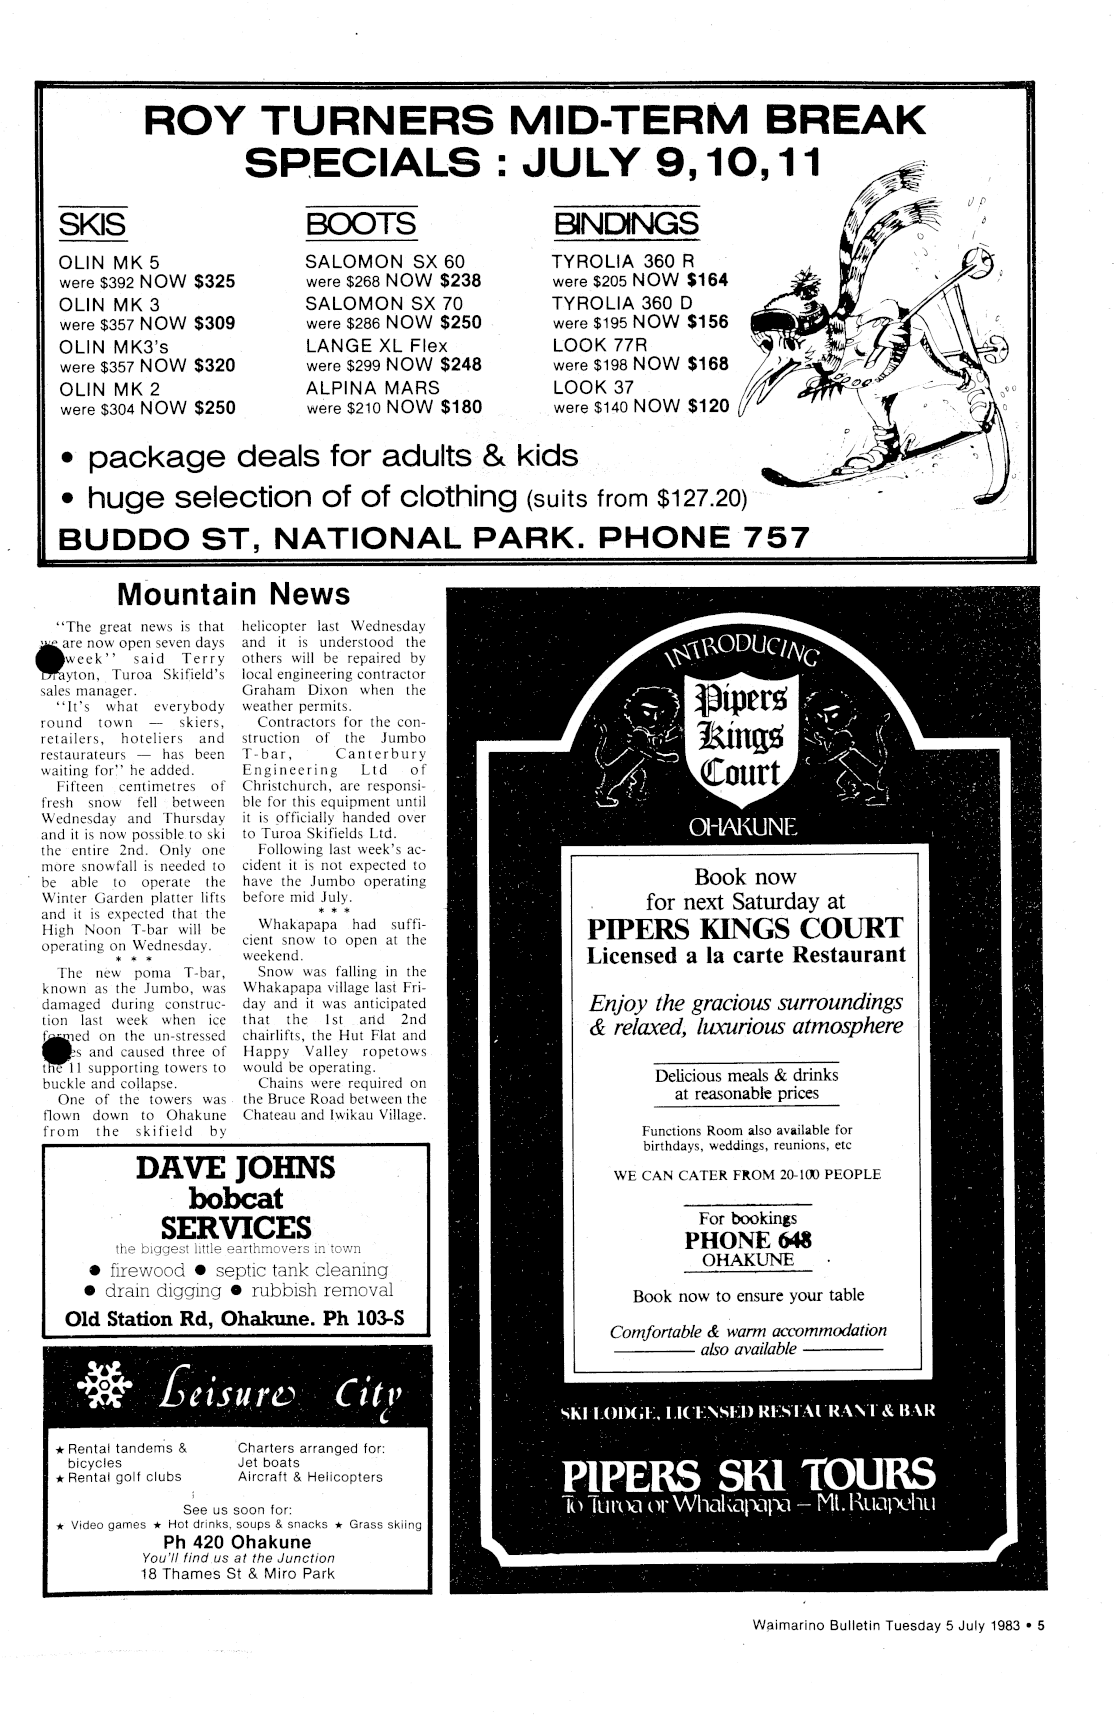 ROY TURNERS MID-TERM BREAK
SPECIALS : JULY 9,10,11
SKIS
OLIN MK 5
were $392 NOW $325
OLIN MK 3
were $357 NOW $309
OLIN MK3's
were $357 NOW $320
OLIN MK 2
were $304 NOW $250
BOOTS
SALOMON SX 60
were $268 NOW $238
SALOMON SX 70
were $286 NOW $250
LANGE XL Flex
were $299 NOW $248
ALPINA MARS
were $210 NOW $180
BINDINGS
TYROLIA 360 R
were $205 NOW $164
TYROLIA 360 D
were $195 NOW $156
LOOK 77R
were $198 NOW $168
LOOK 37
were $140 NOW $120
• package deals for adults & kids
• huge selection of of clothing (suits from $127.20)
BUDDO ST, NATIONAL PARK. PHONE 757
Mountain News
"The great news is that
we are now open seven days
week" said Terry
Drayton, Turoa Skifield's
sales manager.
"It's what everybody
round town — skiers,
retailers, hoteliers and
restaurateurs — has been
waiting for." he added.
Fifteen centimetres of
fresh snow fell between
Wednesday and Thursday
and it is now possible to ski
the entire 2nd. Only one
more snowfall is needed to
be able to operate the
Winter Garden platter lifts
and it is expected that the
High Noon T-bar will be
operating on Wednesday.
* * *
The new poma T-bar,
known as the Jumbo, was
damaged during construc-
tion last week when ice
formed on the un-stressed
and caused three of
the 11 supporting towers to
buckle and collapse.
One of the towers was
flown down to Ohakune
from the skifield by
helicopter last Wednesday
and it is understood the
others will be repaired by
local engineering contractor
Graham Dixon when the
weather permits.
Contractors for the con-
struction of the Jumbo
T-bar, Canterbury
Engineering Ltd of
Christchurch, are responsi-
ble for this equipment until
it is officially handed over
to Turoa Skifields Ltd.
Following last week's ac-
cident it is not expected to
have the Jumbo operating
before mid July.
* * *
Whakapapa had suffi-
cient snow to open at the
weekend.
Snow was falling in the
Whakapapa village last Fri-
day and it was anticipated
that the 1st and 2nd
chairlifts, the Hut Flat and
Happy Valley ropetows
would be operating.
Chains were required on
the Bruce Road between the
Chateau and Iwikau Village.
DAVE JOHNS
bobcat
SERVICES
the biggest little earthmovers in town
• firewood • septic tank cleaning
• drain digging • rubbish removal
Old Station Rd, Ohakune. Ph 103-S
Leisure City
★ Rental tandems &
bicycles
★ Rental golf clubs
Charters arranged for:
Jet boats
Aircraft & Helicopters
See us soon for:
★ Video games ★ Hot drinks, soups & snacks ★ Grass skiing
Ph 420 Ohakune
You'll find us at the Junction
18 Thames St & Miro Park
INTRODUCING
Pipers
Kings
Court
OHAKUNE
Book now
for next Saturday at
PIPERS KINGS COURT
Licensed a la carte Restaurant
Enjoy the gracious surroundings
& relaxed, luxurious atmosphere
Delicious meals & drinks
at reasonable prices
Functions Room also available for
birthdays, weddings, reunions, etc
WE CAN CATER FROM 20-100 PEOPLE
For bookings
PHONE 648
OHAKUNE
Book now to ensure your table
Comfortable & warm accommodation
also available
SKI LODGE, LICENSED RESTAURANT & BAR
PIPERS SKI TOURS
To Turoa or Whakapapa – Mt. Ruapehu
Waimarino Bulletin Tuesday 5 July 1983 • 5